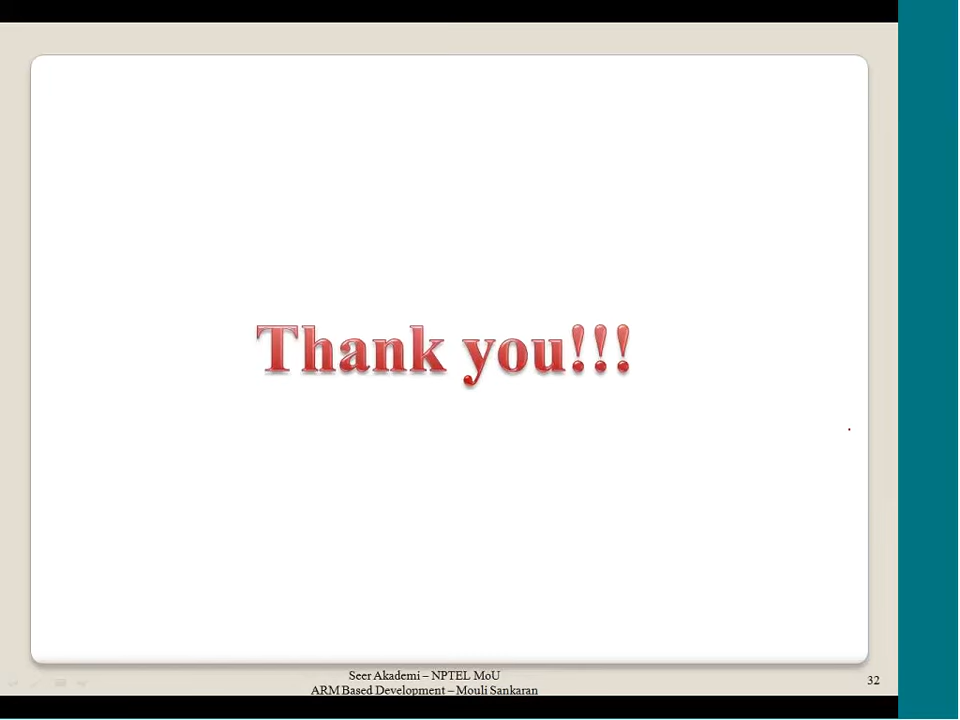 Thank you!!!
Seer Akademi – NPTEL MoU
ARM Based Development – Mouli Sankaran
32